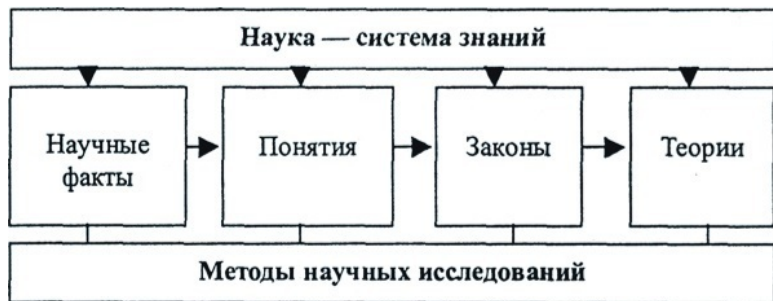 Наука — система знаний
Научные
факты
Понятия
Законы
Теории
Методы научных исследований